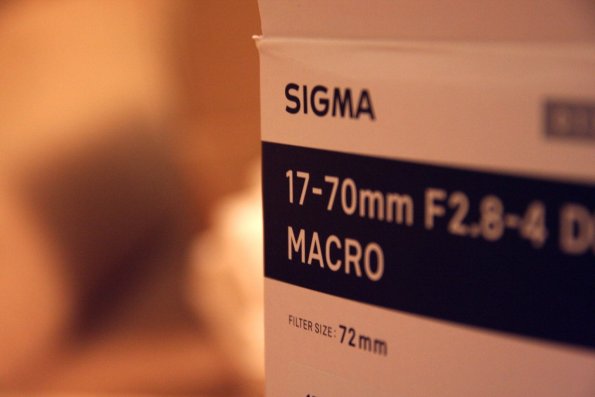 SIGMA
17-70mm F2.8-4 D
MACRO
FILTER SIZE: 72mm